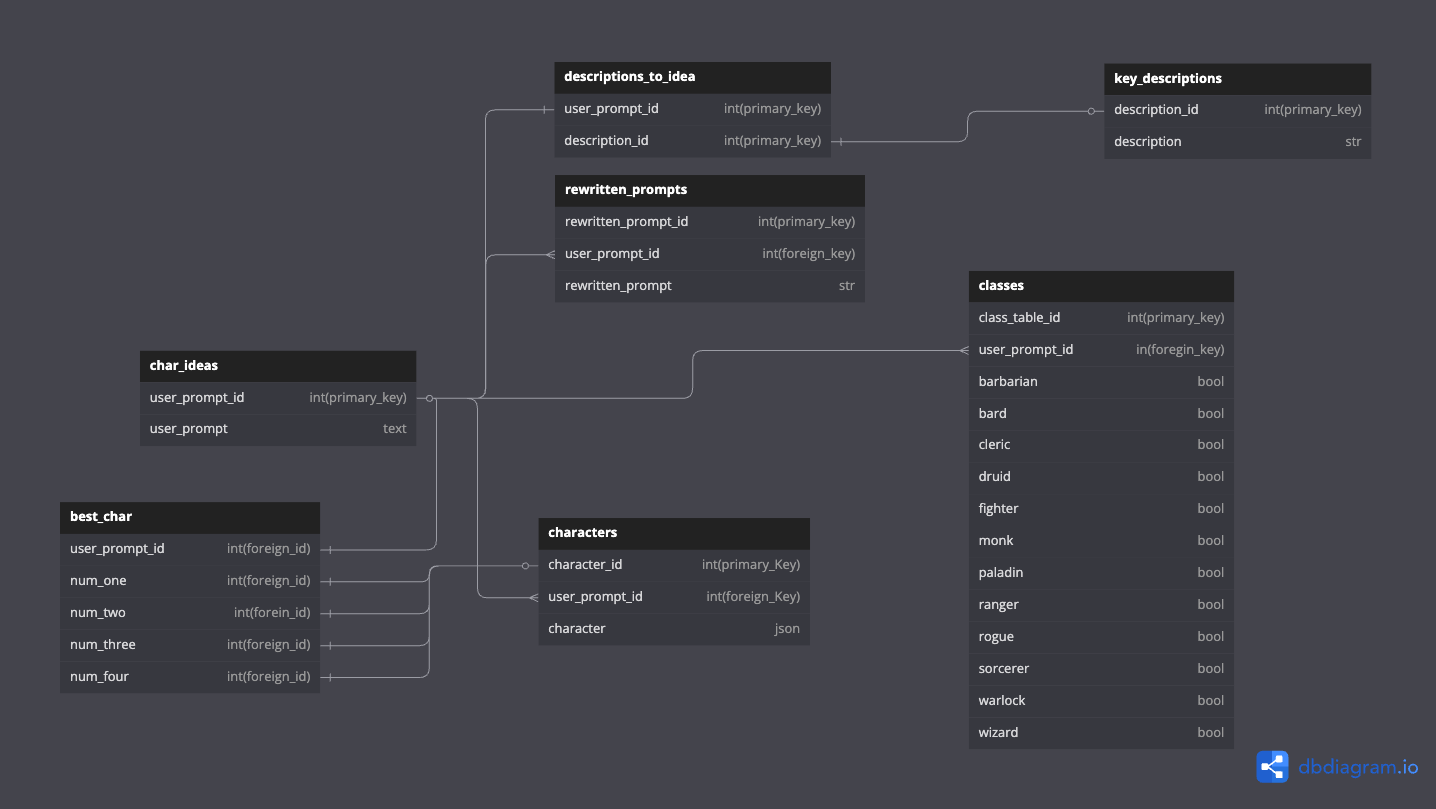 descriptions_to_idea
user_prompt_id int(primary_key)
description_id int(primary_key)
key_descriptions
description_id int(primary_key)
description str
rewritten_prompts
rewritten_prompt_id int(primary_key)
user_prompt_id int(foreign_key)
rewritten_prompt str
classes
class_table_id int(primary_key)
user_prompt_id in(foregin_key)
barbarian bool
bard bool
cleric bool
druid bool
fighter bool
monk bool
paladin bool
ranger bool
rogue bool
sorcerer bool
warlock bool
wizard bool
char_ideas
user_prompt_id int(primary_key)
user_prompt text
best_char
user_prompt_id int(foreign_id)
num_one int(foreign_id)
num_two int(forein_id)
num_three int(foreign_id)
num_four int(foreign_id)
characters
character_id int(primary_Key)
user_prompt_id int(foreign_Key)
character json
dbdiagram.io